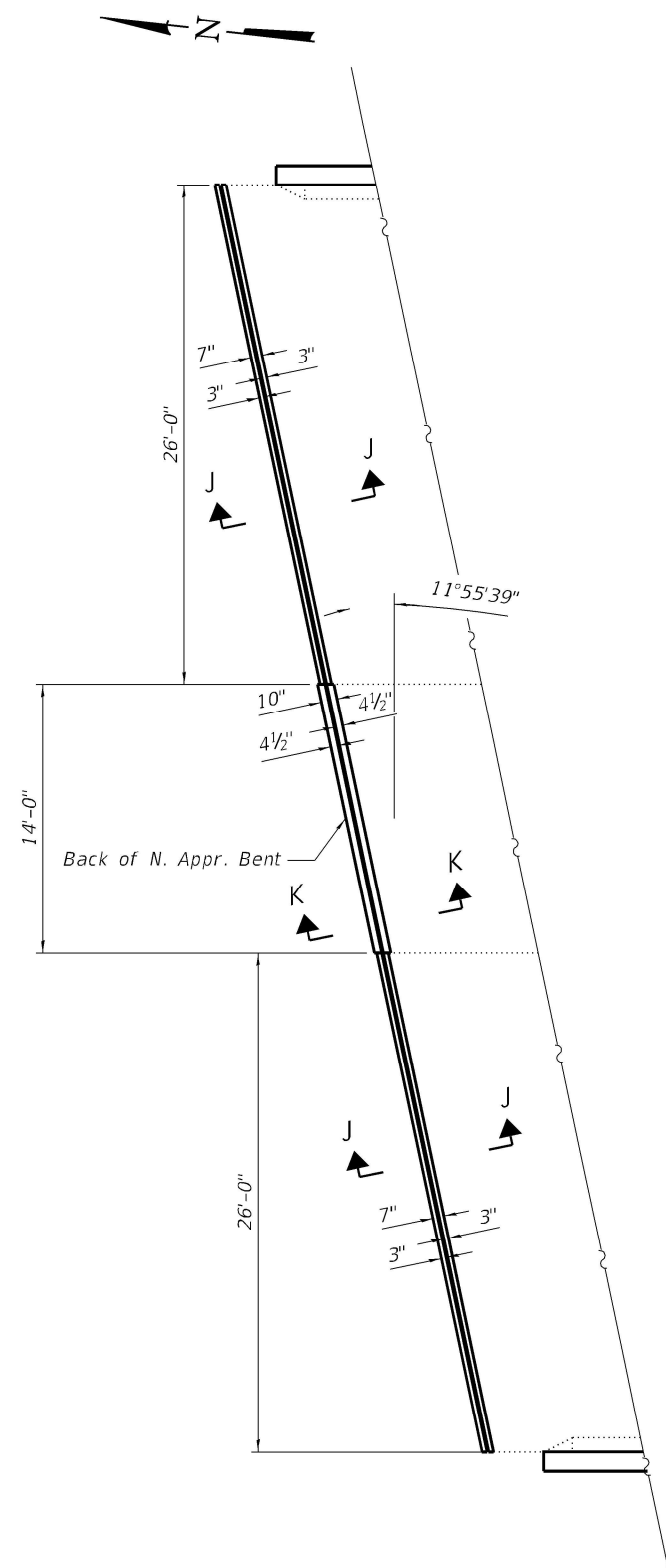 N
7"
3"
3"
26'-0"
J
J
11°55'39"
10"
4½"
4½"
14'-0"
Back of N. Appr. Bent
K
K
J
J
26'-0"
7"
3"
3"